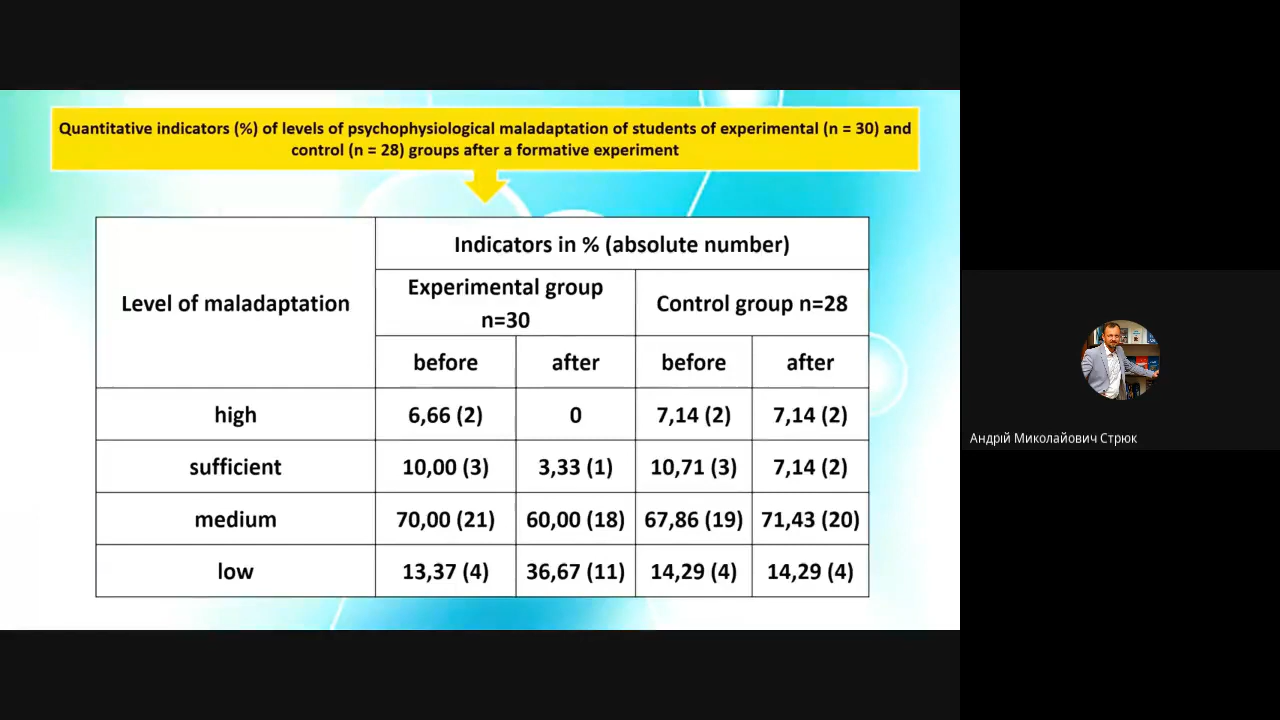 Quantitative indicators (%) of levels of psychophysiological maladaptation of students of experimental (n = 30) and
control (n = 28) groups after a formative experiment
Level of maladaptation
Indicators in % (absolute number)
Experimental group
n=30
Control group n=28
before after before after
high 6,66 (2) 0 7,14 (2) 7,14 (2)
sufficient 10,00 (3) 3,33 (1) 10,71 (3) 7,14 (2)
medium 70,00 (21) 60,00 (18) 67,86 (19) 71,43 (20)
low 13,37 (4) 36,67 (11) 14,29 (4) 14,29 (4)
Андрій Миколайович Стрюк